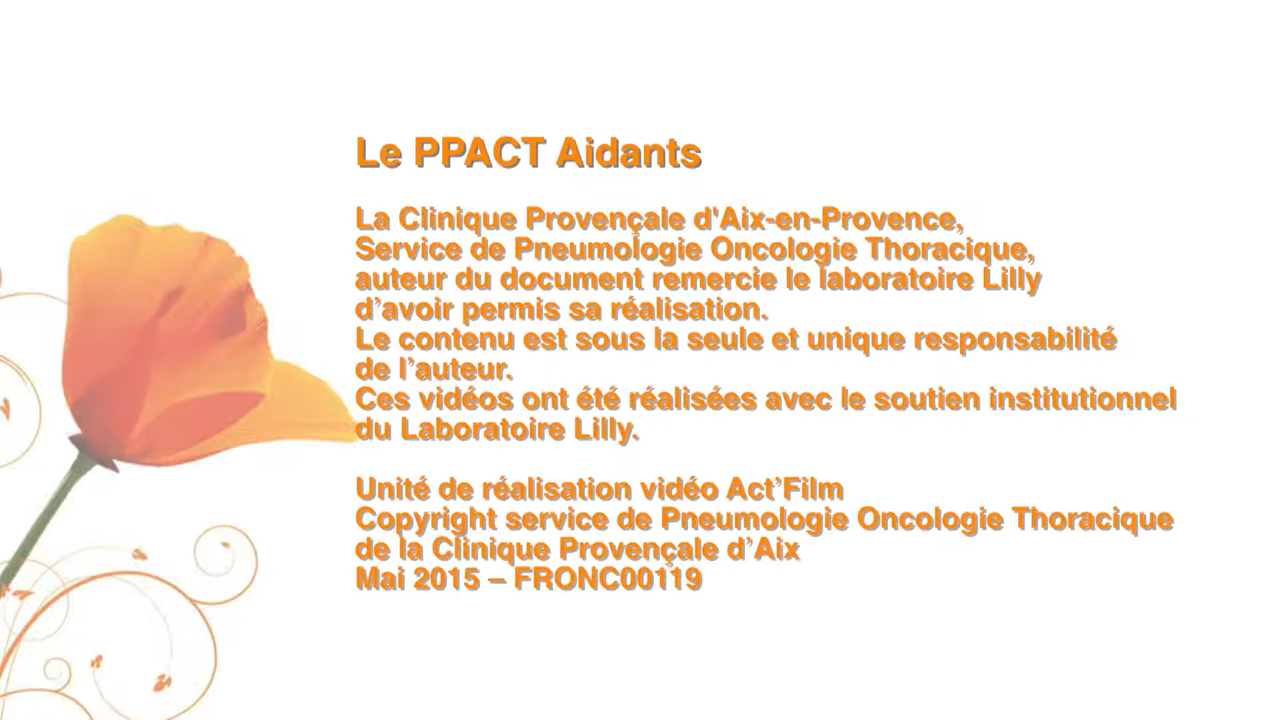 Le PPACT Aidants
La Clinique Provençale d'Aix-en-Provence,
Service de Pneumologie Oncologie Thoracique,
auteur du document remercie le laboratoire Lilly
d’avoir permis sa réalisation.
Le contenu est sous la seule et unique responsabilité
de l’auteur.
Ces vidéos ont été réalisées avec le soutien institutionnel
du Laboratoire Lilly.
Unité de réalisation vidéo Act’Film
Copyright service de Pneumologie Oncologie Thoracique
de la Clinique Provençale d’Aix
Mai 2015 – FRONC00119